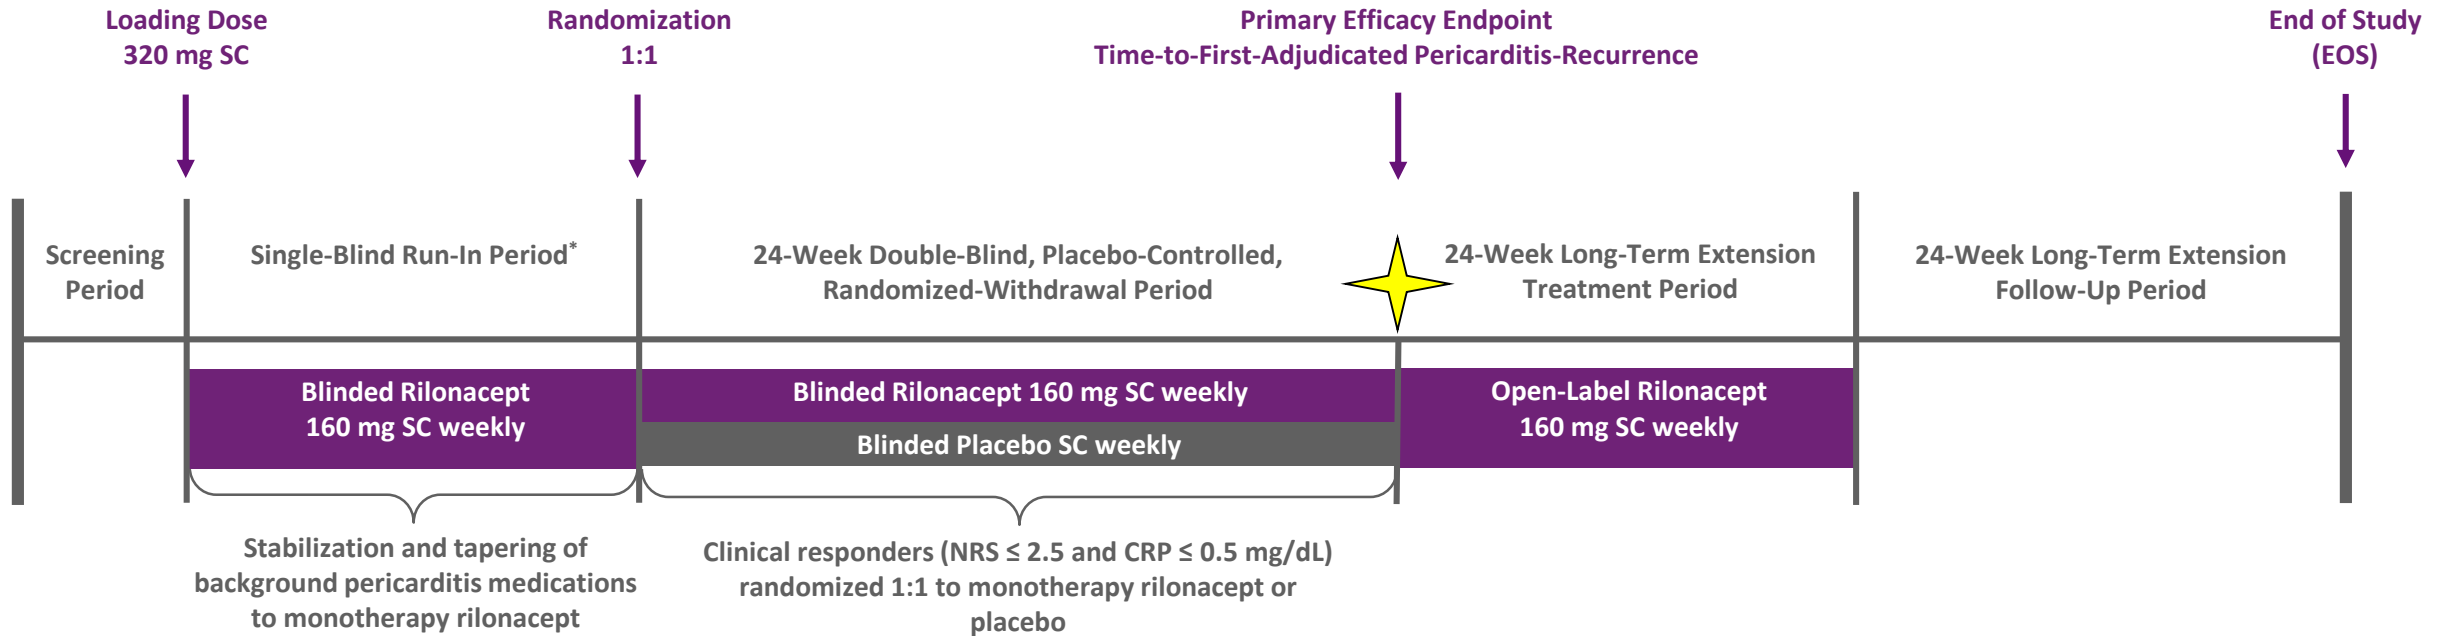 Loading Dose
320 mg SC
Randomization
1:1
Primary Efficacy Endpoint
Time-to-First-Adjudicated Pericarditis-Recurrence
End of Study
(EOS)
Screening
Period
Single-Blind Run-In Period*
24-Week Double-Blind, Placebo-Controlled,
Randomized-Withdrawal Period
24-Week Long-Term Extension
Treatment Period
24-Week Long-Term Extension
Follow-Up Period
Blinded Rilonacept
160 mg SC weekly
Blinded Rilonacept 160 mg SC weekly
Blinded Placebo SC weekly
Open-Label Rilonacept
160 mg SC weekly
Stabilization and tapering of
background pericarditis medications
to monotherapy rilonacept
Clinical responders (NRS ≤ 2.5 and CRP ≤ 0.5 mg/dL)
randomized 1:1 to monotherapy rilonacept or
placebo